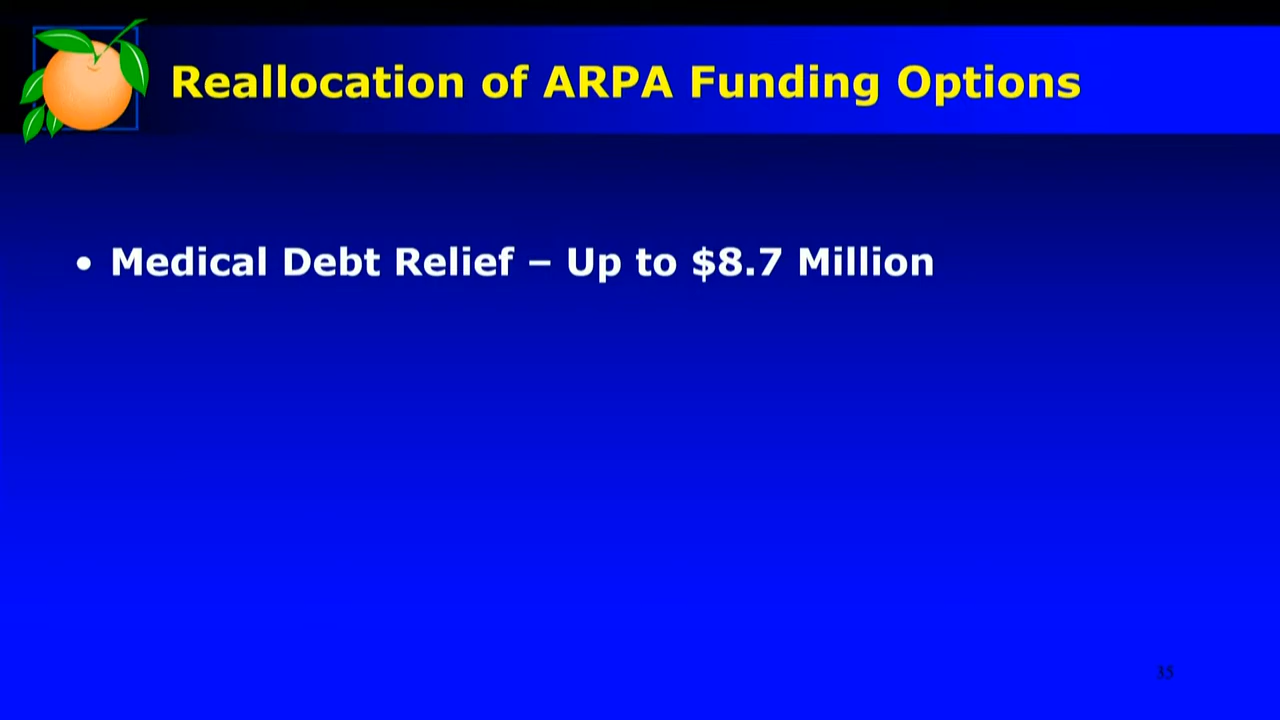 Reallocation of ARPA Funding Options
• Medical Debt Relief – Up to $8.7 Million
35